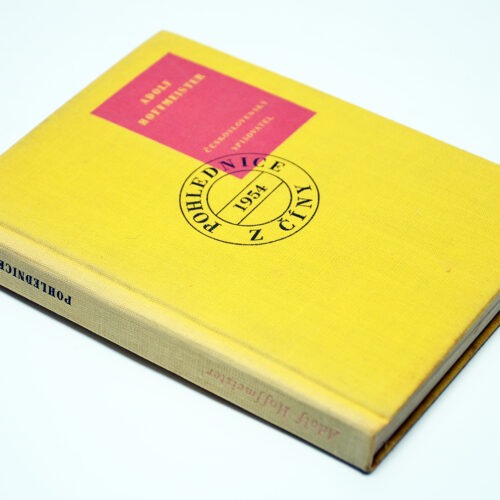 ADOLF
HOFFMEISTER
ČESKOSLOVENSKÝ
SPISOVATEL
POHLEDNICE
1954
Z ČÍNY
POHLEDNICE
Adolf Hoffmeister